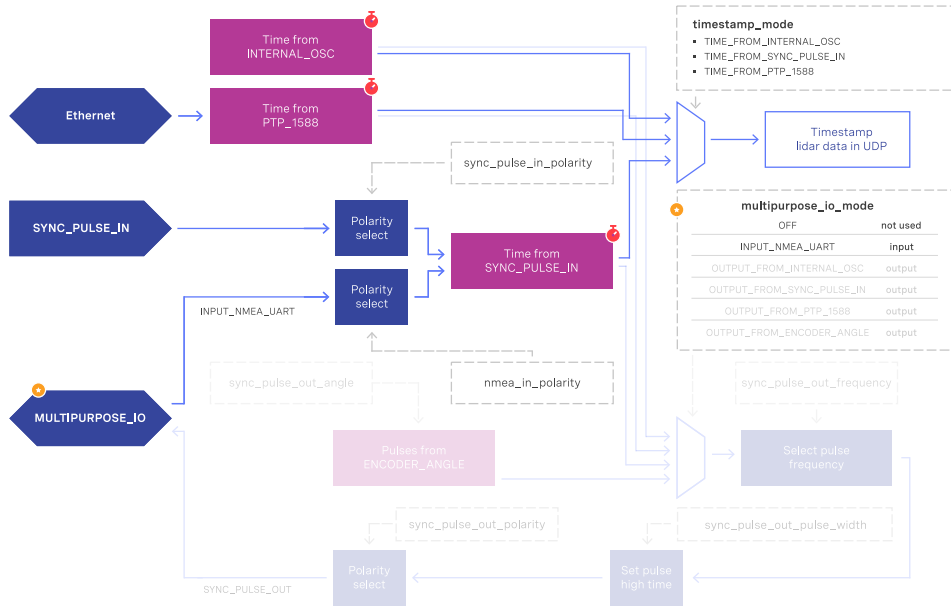 Time from
INTERNAL_OSC
Ethernet
Time from
PTP_1588
timestamp_mode
TIME_FROM_INTERNAL_OSC
TIME_FROM_SYNC_PULSE_IN
TIME_FROM_PTP_1588
Timestamp
lidar data in UDP
sync_pulse_in_polarity
SYNC_PULSE_IN
Polarity
select
Time from
SYNC_PULSE_IN
Polarity
select
INPUT_NMEA_UART
nmea_in_polarity
multipurpose_io_mode
OFF not used
INPUT_NMEA_UART input
OUTPUT_FROM_INTERNAL_OSC output
OUTPUT_FROM_SYNC_PULSE_IN output
OUTPUT_FROM_PTP_1588 output
OUTPUT_FROM_ENCODER_ANGLE output
sync_pulse_out_angle
sync_pulse_out_frequency
MULTIPURPOSE_IO
Pulses from
ENCODER_ANGLE
Select pulse
frequency
sync_pulse_out_polarity
sync_pulse_out_pulse_width
Polarity
select
Set pulse
high time
SYNC_PULSE_OUT